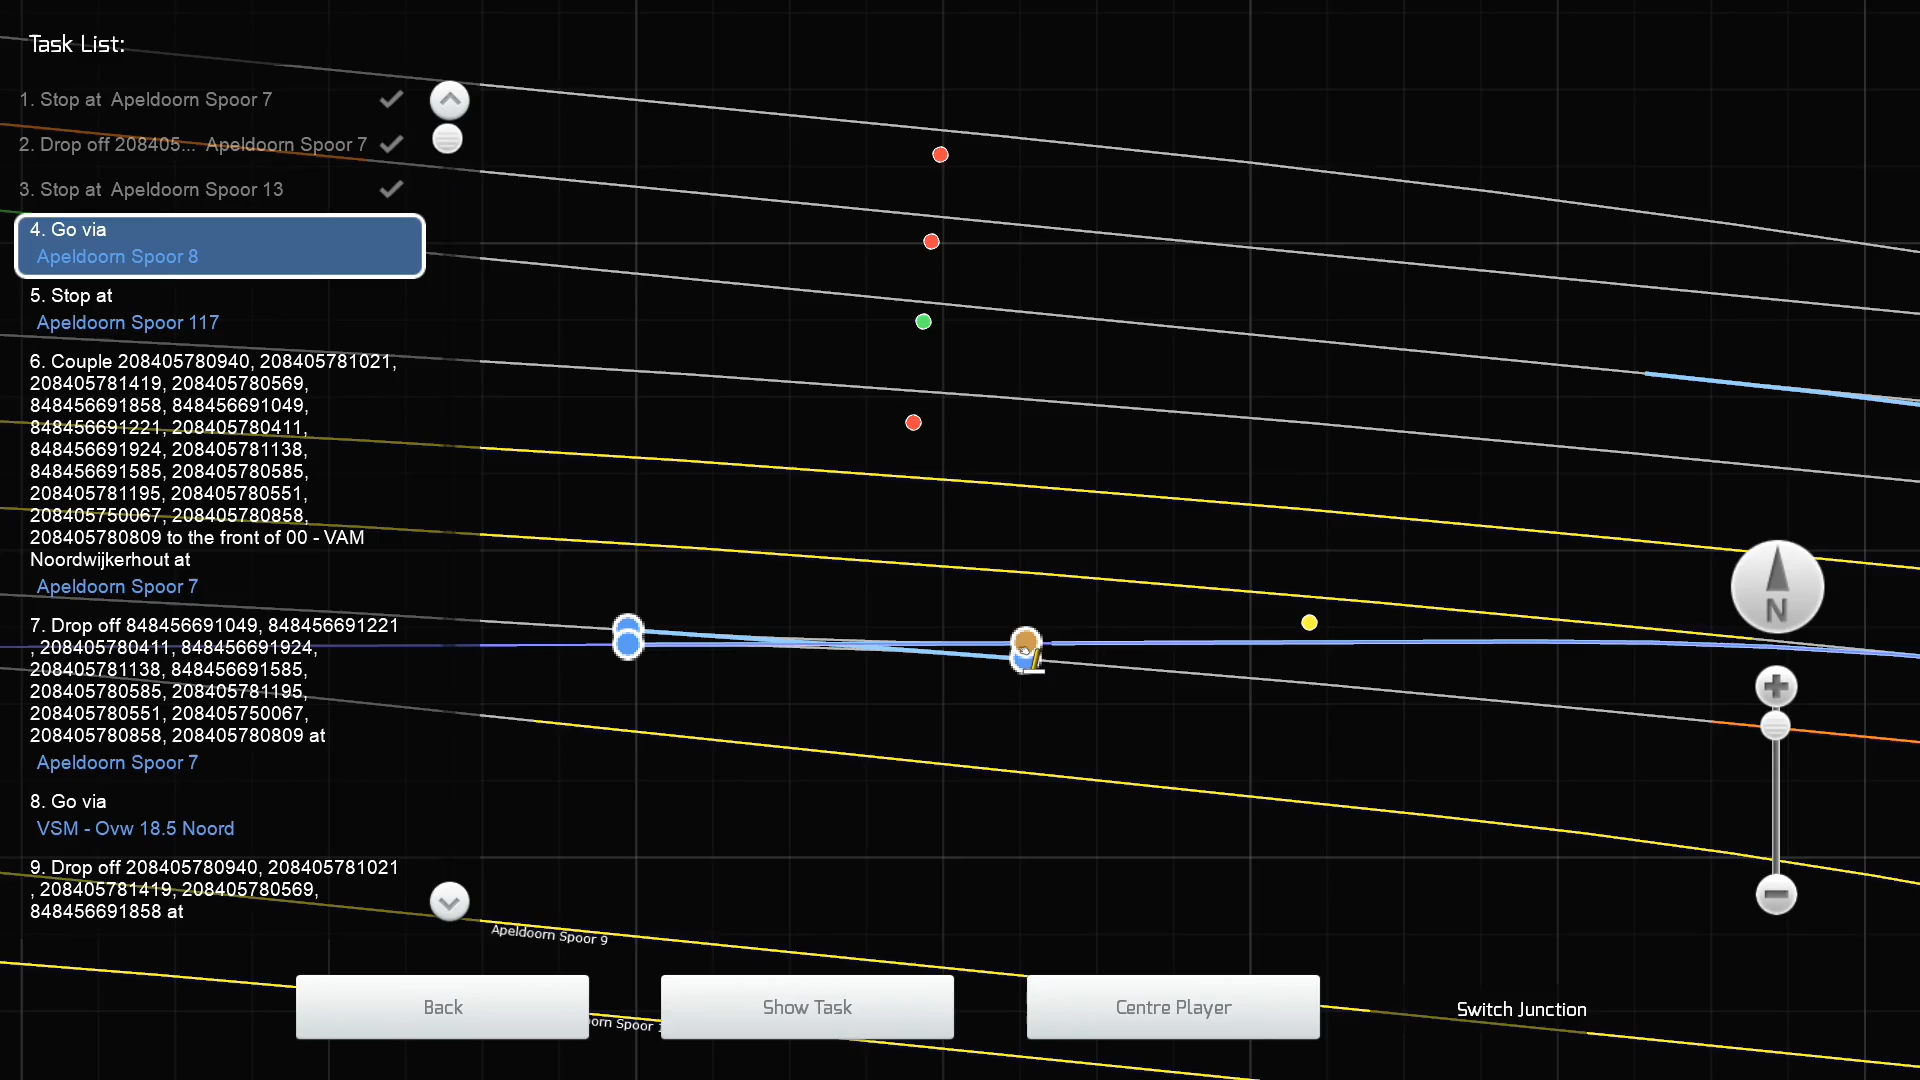 Task List:
1. Stop at Apeldoorn Spoor 7
2. Drop off 208405... Apeldoorn Spoor 7
3. Stop at Apeldoorn Spoor 13
4. Go via
Apeldoorn Spoor 8
5. Stop at
Apeldoorn Spoor 117
6. Couple 208405780940, 208405781021,
208405781419, 208405780569,
848456691858, 848456691049,
848456691221, 208405780411,
848456691924, 208405781138,
848456691585, 208405780585,
208405781195, 208405780551,
208405750067, 208405780858,
208405780809 to the front of 00 - VAM
Noordwijkerhout at
Apeldoorn Spoor 7
7. Drop off 848456691049, 848456691221
, 208405780411, 848456691924,
208405781138, 848456691585,
208405780585, 208405781195,
208405780551, 208405750067,
208405780858, 208405780809 at
Apeldoorn Spoor 7
8. Go via
VSM - Ovw 18.5 Noord
9. Drop off 208405780940, 208405781021
, 208405781419, 208405780569,
848456691858 at
Apeldoorn Spoor 9
N
Back
Show Task
Centre Player
Switch Junction
Spoor